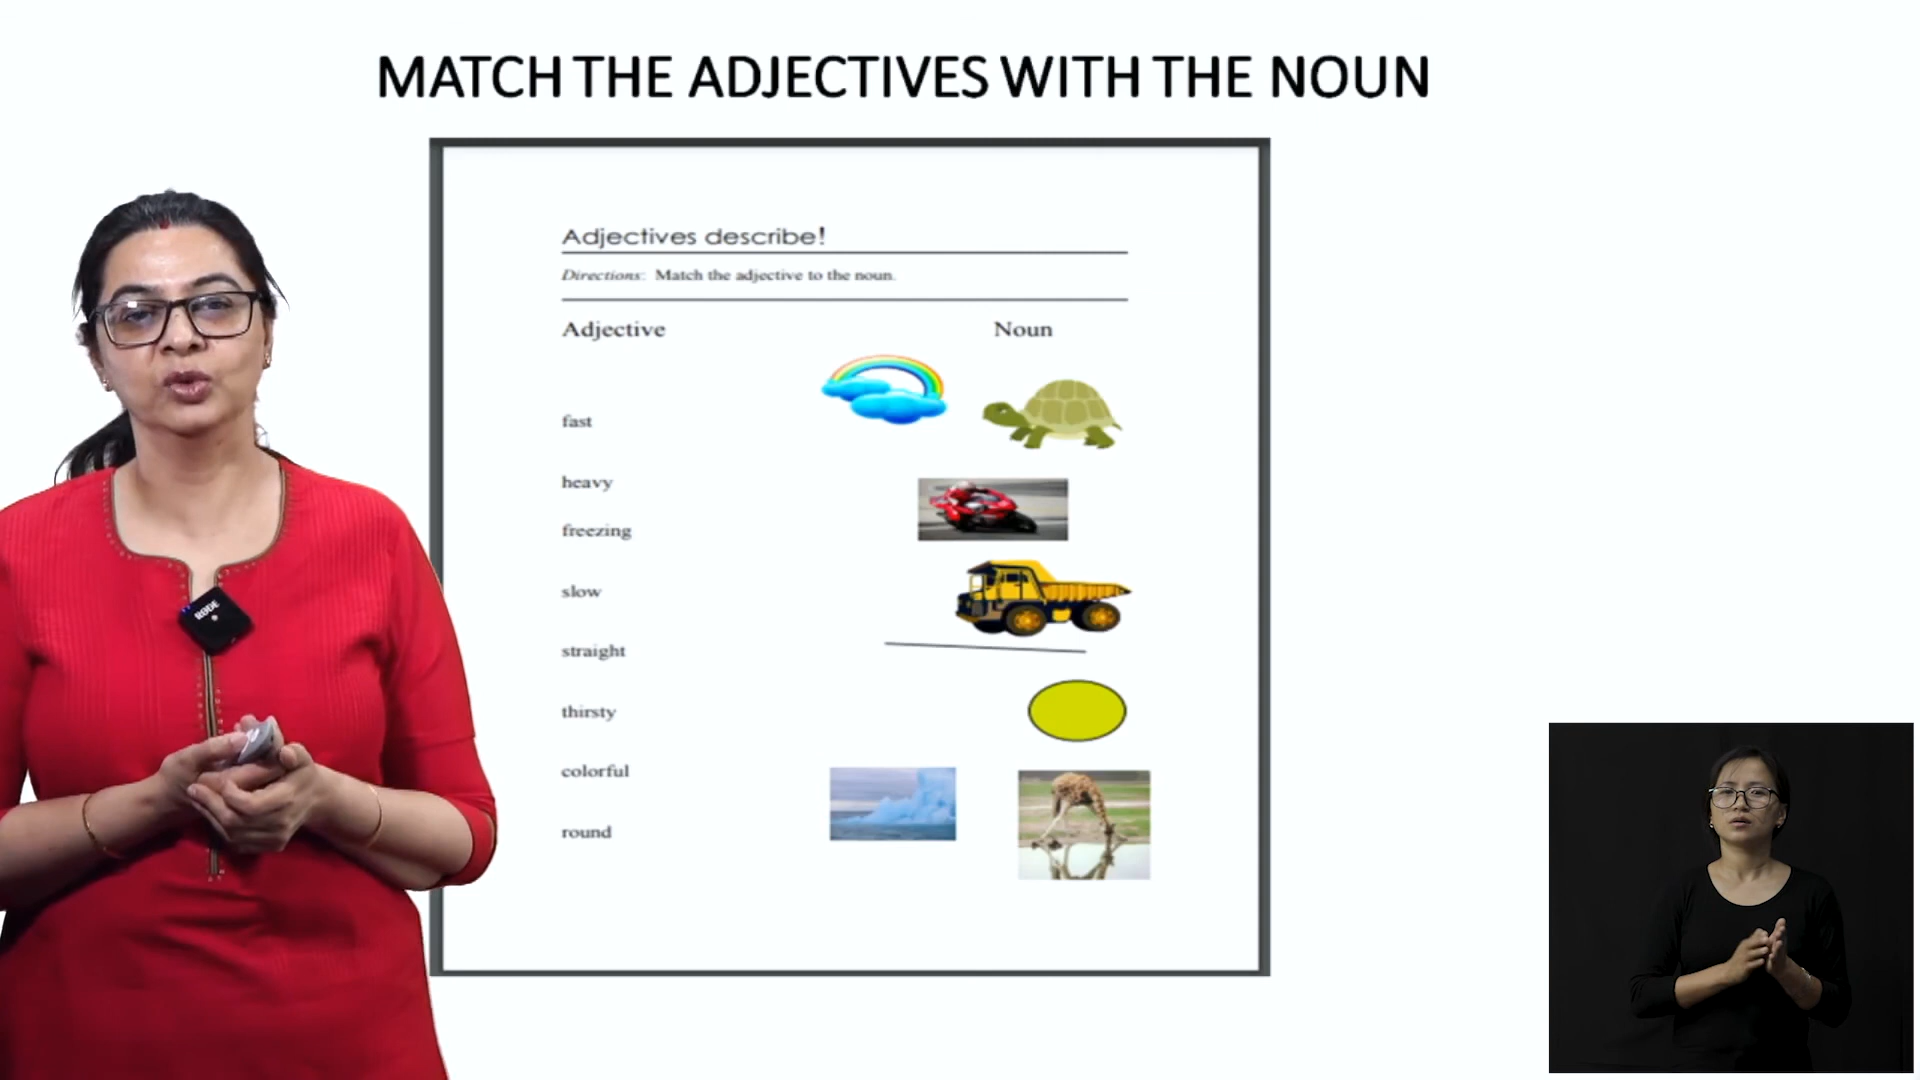 MATCH THE ADJECTIVES WITH THE NOUN
Adjectives describe!
Directions: Match the adjective to the noun.
Adjective Noun
fast
heavy
freezing
slow
straight
thirsty
colorful
round
RØDE